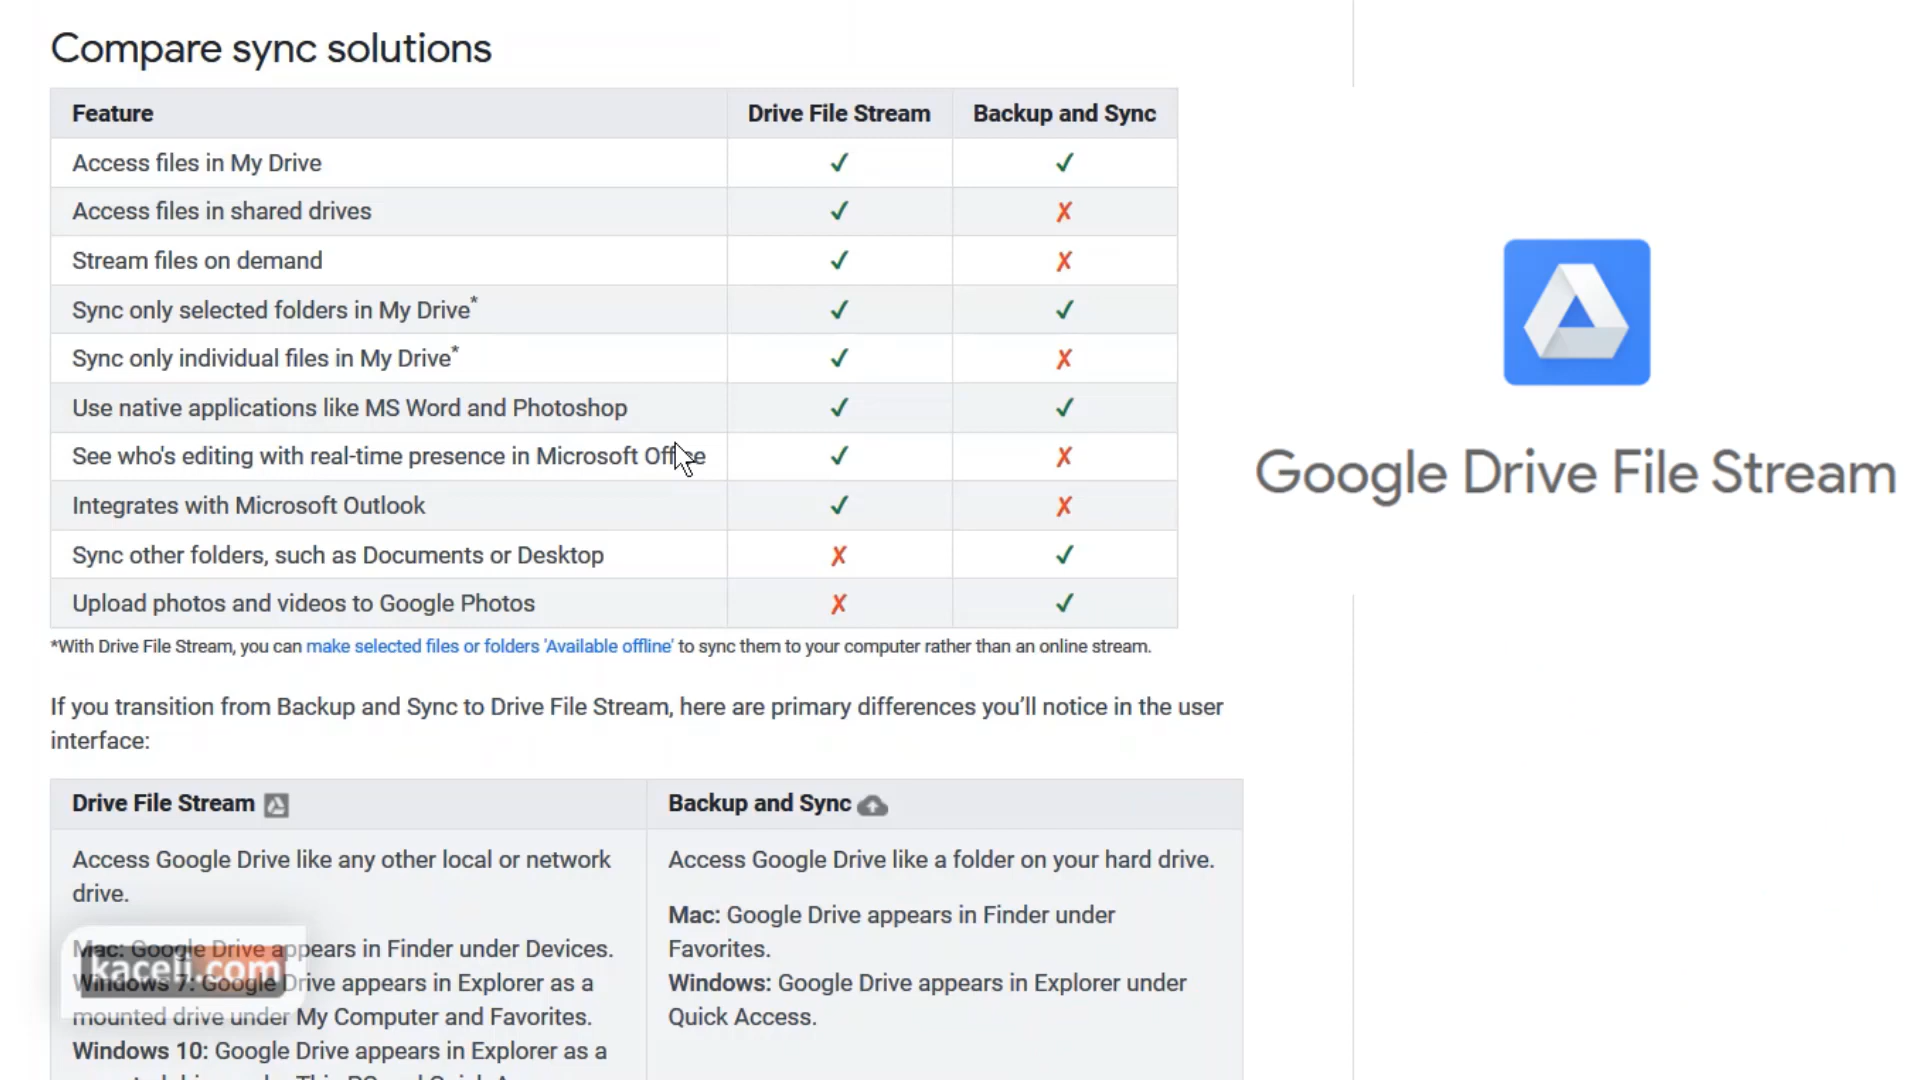 Compare sync solutions
Feature Drive File Stream Backup and Sync
Access files in My Drive ✓ ✓
Access files in shared drives ✓ ✗
Stream files on demand ✓ ✗
Sync only selected folders in My Drive* ✓ ✓
Sync only individual files in My Drive* ✓ ✗
Use native applications like MS Word and Photoshop ✓ ✓
See who's editing with real-time presence in Microsoft Office ✓ ✗
Integrates with Microsoft Outlook ✓ ✗
Sync other folders, such as Documents or Desktop ✗ ✓
Upload photos and videos to Google Photos ✗ ✓
*With Drive File Stream, you can make selected files or folders 'Available offline' to sync them to your computer rather than an online stream.
If you transition from Backup and Sync to Drive File Stream, here are primary differences you’ll notice in the user
interface:
Drive File Stream
Access Google Drive like any other local or network
drive.
Mac: Google Drive appears in Finder under Devices.
Windows 7: Google Drive appears in Explorer as a
mounted drive under My Computer and Favorites.
Windows 10: Google Drive appears in Explorer as a
Backup and Sync
Access Google Drive like a folder on your hard drive.
Mac: Google Drive appears in Finder under
Favorites.
Windows: Google Drive appears in Explorer under
Quick Access.
Google Drive File Stream
kaceli.com